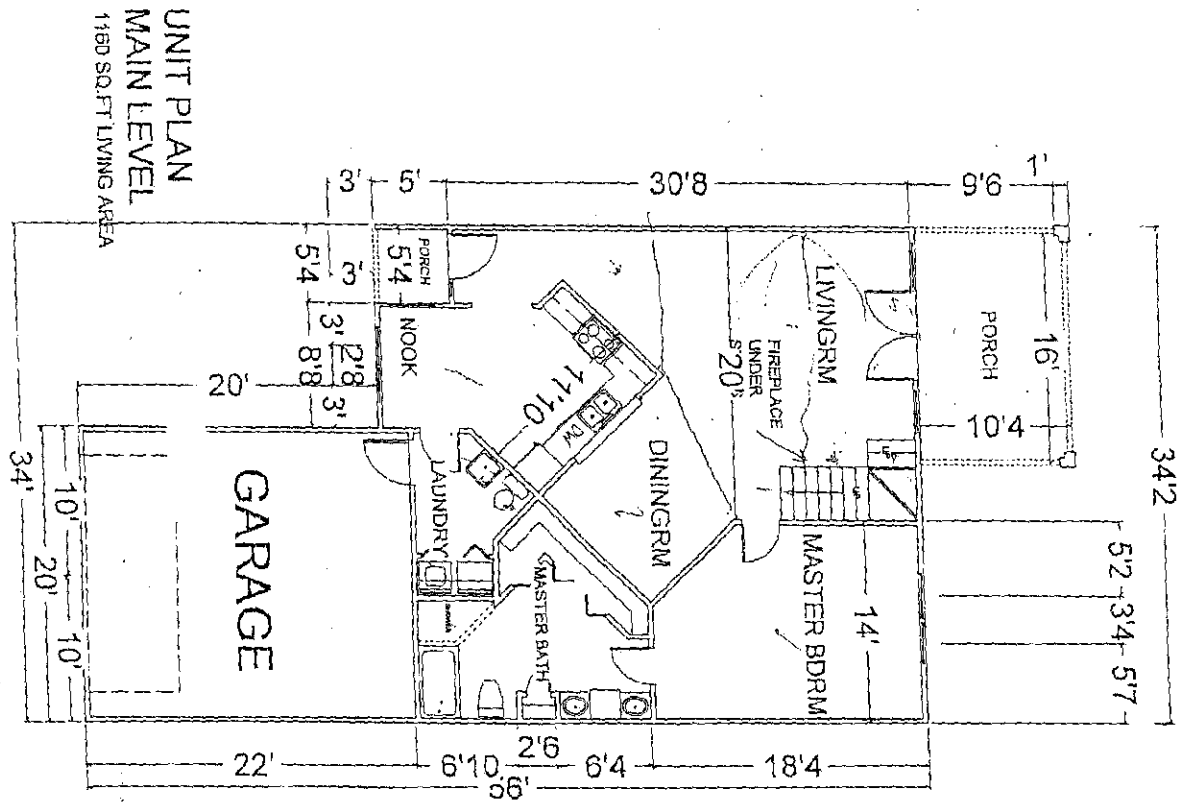 UNIT PLAN
MAIN LEVEL
1160 SQ.FT LIVING AREA
3'
5'
30'8
9'6
1'
PORCH
5'4
5'4
3'
3'
2'8
8'8
3'
NOOK
20'
11'10
DW
LIVINGRM
FIREPLACE
UNDER
20'
PORCH
16'
10'4
34'2
DININGRM
LAUNDRY
GARAGE
34'
10'
20'
10'
SHOWER
MASTER BATH
MASTER BDRM
14'
5'2
3'4
5'7
2'6
22'
6'10
6'4
18'4
56'